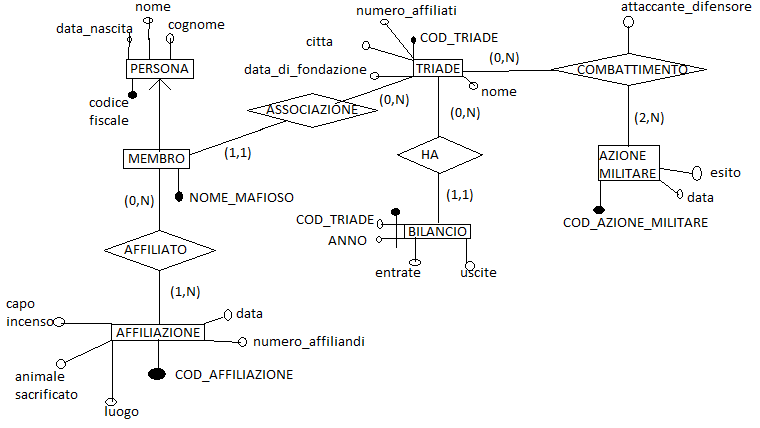 nome
data_nascita
cognome
PERSONA
codice
fiscale
numero_affiliati
attaccante_difensore
citta
COD_TRIADE
(0,N)
data_di_fondazione
TRIADE
COMBATTIMENTO
nome
ASSOCIAZIONE
(0,N)
(0,N)
(2,N)
(1,1)
MEMBRO
HA
AZIONE
MILITARE
esito
data
(0,N)
NOME_MAFIOSO
(1,1)
COD_TRIADE
COD_AZIONE_MILITARE
ANNO
BILANCIO
AFFILIATO
entrate
uscite
(1,N)
capo
incenso
data
AFFILIAZIONE
numero_affiliandi
animale
sacrificato
COD_AFFILIAZIONE
luogo